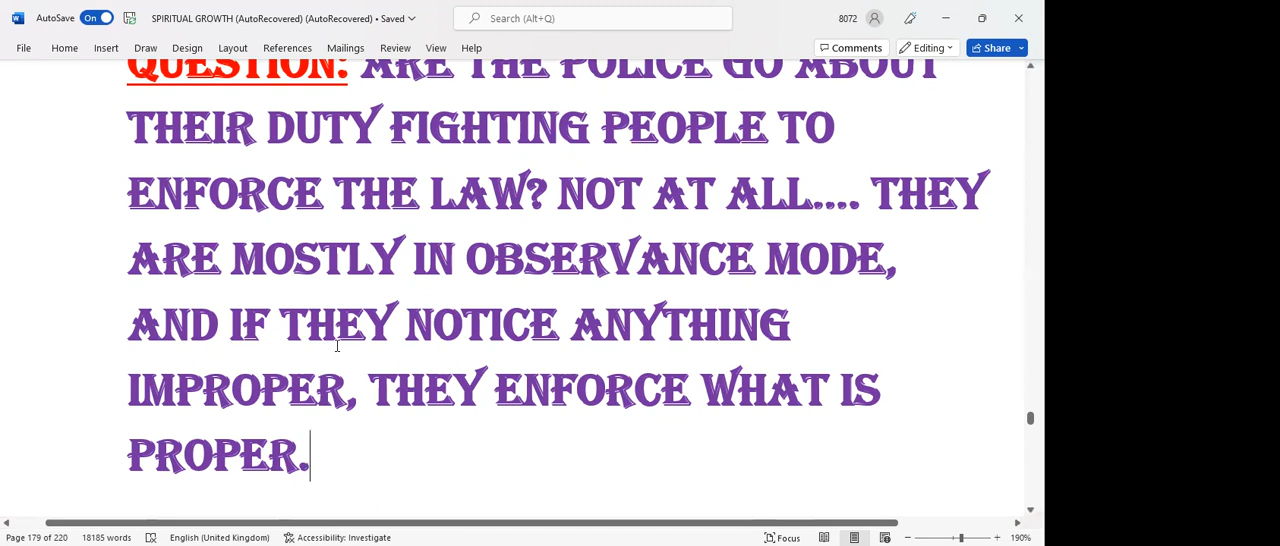 AutoSave On SPIRITUAL GROWTH (AutoRecovered) (AutoRecovered) • Saved Search (Alt+Q) 8072
File Home Insert Draw Design Layout References Mailings Review View Help Comments Editing Share
QUESTION: ARE THE POLICE GO ABOUT
THEIR DUTY FIGHTING PEOPLE TO
ENFORCE THE LAW? NOT AT ALL.... THEY
ARE MOSTLY IN OBSERVANCE MODE,
AND IF THEY NOTICE ANYTHING
IMPROPER, THEY ENFORCE WHAT IS
PROPER.
Page 179 of 220 18185 words English (United Kingdom) Accessibility: Investigate Focus 190%